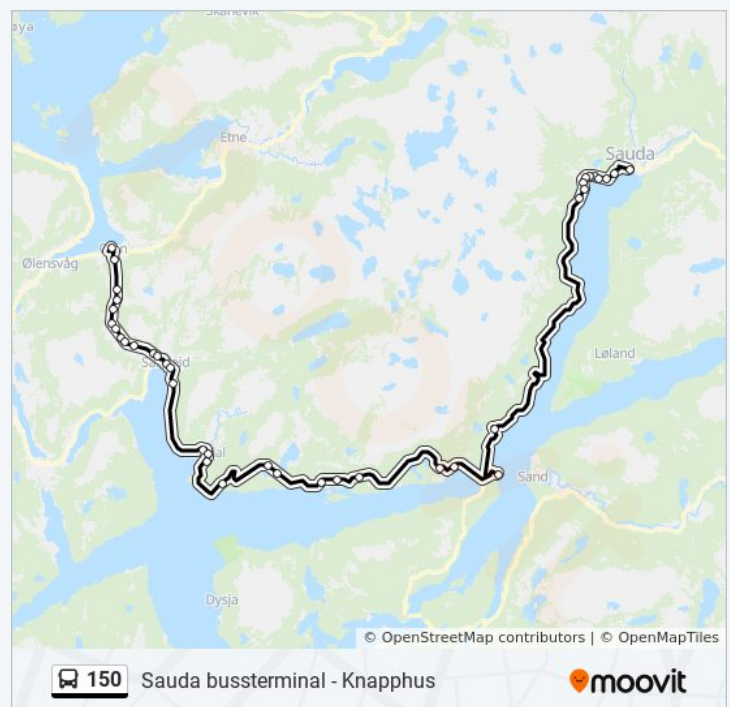 Skånevik
Etne
Sauda
Ølensvåg
Løland
Sand
Dysja
© OpenStreetMap contributors | © OpenMapTiles
150 Sauda bussterminal - Knapphus
moovit